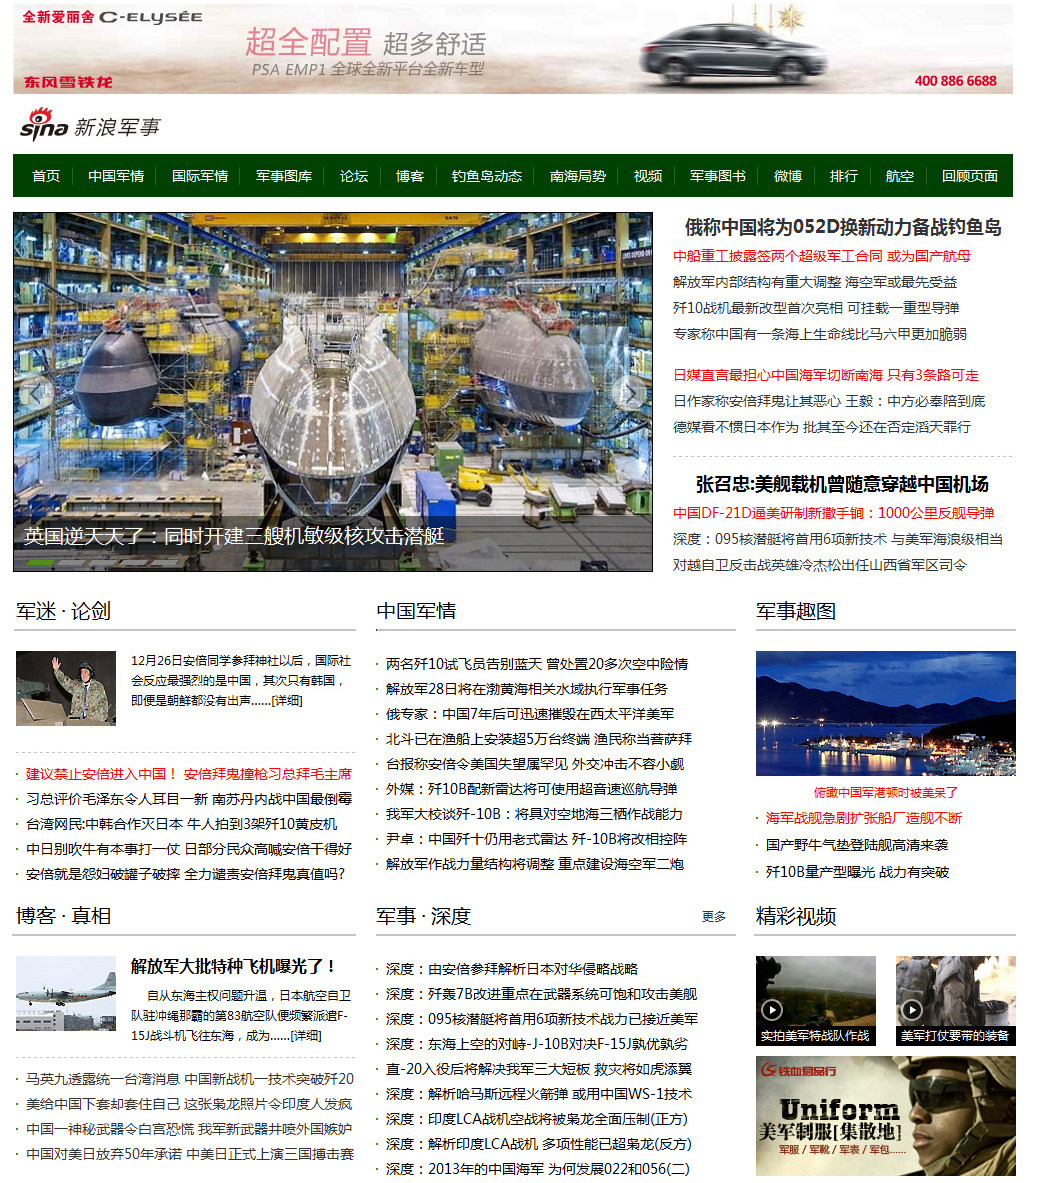 全新爱丽舍 C-ELYSÉE
超全配置 超多舒适
PSA EMP1 全球全新平台全新车型
东风雪铁龙
400 886 6688
sina 新浪军事
首页 中国军情 国际军情 军事图库 论坛 博客 钓鱼岛动态 南海局势 视频 军事图书 微博 排行 航空 回顾页面
英国逆天天了：同时开建三艘机敏级核攻击潜艇
俄称中国将为052D换新动力备战钓鱼岛
中船重工披露签两个超级军工合同 或为国产航母
解放军内部结构有重大调整 海空军或最先受益
歼10战机最新改型首次亮相 可挂载一重型导弹
专家称中国有一条海上生命线比马六甲更加脆弱
日媒直言最担心中国海军切断南海 只有3条路可走
日作家称安倍拜鬼让其恶心 王毅：中方必奉陪到底
德媒看不惯日本作为 批其至今还在否定滔天罪行
张召忠:美舰载机曾随意穿越中国机场
中国DF-21D逼美研制新撒手锏：1000公里反舰导弹
深度：095核潜艇将首用6项新技术 与美军海浪级相当
对越自卫反击战英雄冷杰松出任山西省军区司令
军迷·论剑
12月26日安倍同学参拜神社以后，国际社
会反应最强烈的是中国，其次只有韩国，
即便是朝鲜都没有出声......[详细]
建议禁止安倍进入中国！ 安倍拜鬼撞枪习总拜毛主席
习总评价毛泽东令人耳目一新 南苏丹内战中国最倒霉
台湾网民:中韩合作灭日本 牛人拍到3架歼10黄皮机
中日别吹牛有本事打一仗 日部分民众高喊安倍干得好
安倍就是怨妇破罐子破摔 全力谴责安倍拜鬼真值吗?
中国军情
两名歼10试飞员告别蓝天 曾处置20多次空中险情
解放军28日将在渤黄海相关水域执行军事任务
俄专家：中国7年后可迅速摧毁在西太平洋美军
北斗已在渔船上安装超5万台终端 渔民称当菩萨拜
台报称安倍令美国失望属罕见 外交冲击不容小觑
外媒：歼10B配新雷达将可使用超音速巡航导弹
我军大校谈歼-10B：将具对空地海三栖作战能力
尹卓：中国歼十仍用老式雷达 歼-10B将改相控阵
解放军作战力量结构将调整 重点建设海空军二炮
军事趣图
俯瞰中国军港顿时被美呆了
海军战舰急剧扩张船厂造舰不断
国产野牛气垫登陆舰高清来袭
歼10B量产型曝光 战力有突破
博客·真相
解放军大批特种飞机曝光了！
自从东海主权问题升温，日本航空自卫
队驻冲绳那霸的第83航空队便频繁派遣F-
15J战斗机飞往东海，成为......[详细]
马英九透露统一台湾消息 中国新战机一技术突破歼20
美给中国下套却套住自己 这张枭龙照片令印度人发疯
中国一神秘武器令白宫恐慌 我军新武器井喷外国嫉妒
中国对美日放弃50年承诺 中美日正式上演三国搏击赛
军事·深度 更多
深度：由安倍参拜解析日本对华侵略战略
深度：歼轰7B改进重点在武器系统可饱和攻击美舰
深度：095核潜艇将首用6项新技术战力已接近美军
深度：东海上空的对峙-J-10B对决F-15J孰优孰劣
直-20入役后将解决我军三大短板 救灾将如虎添翼
深度：解析哈马斯远程火箭弹 或用中国WS-1技术
深度：印度LCA战机空战将被枭龙全面压制(正方)
深度：解析印度LCA战机 多项性能已超枭龙(反方)
深度：2013年的中国海军 为何发展022和056(二)
精彩视频
实拍美军特战队作战
美军打仗要带的装备
铁血君品行
Uniform
美军制服[集散地]
军服 / 军靴 / 军表 / 军包......